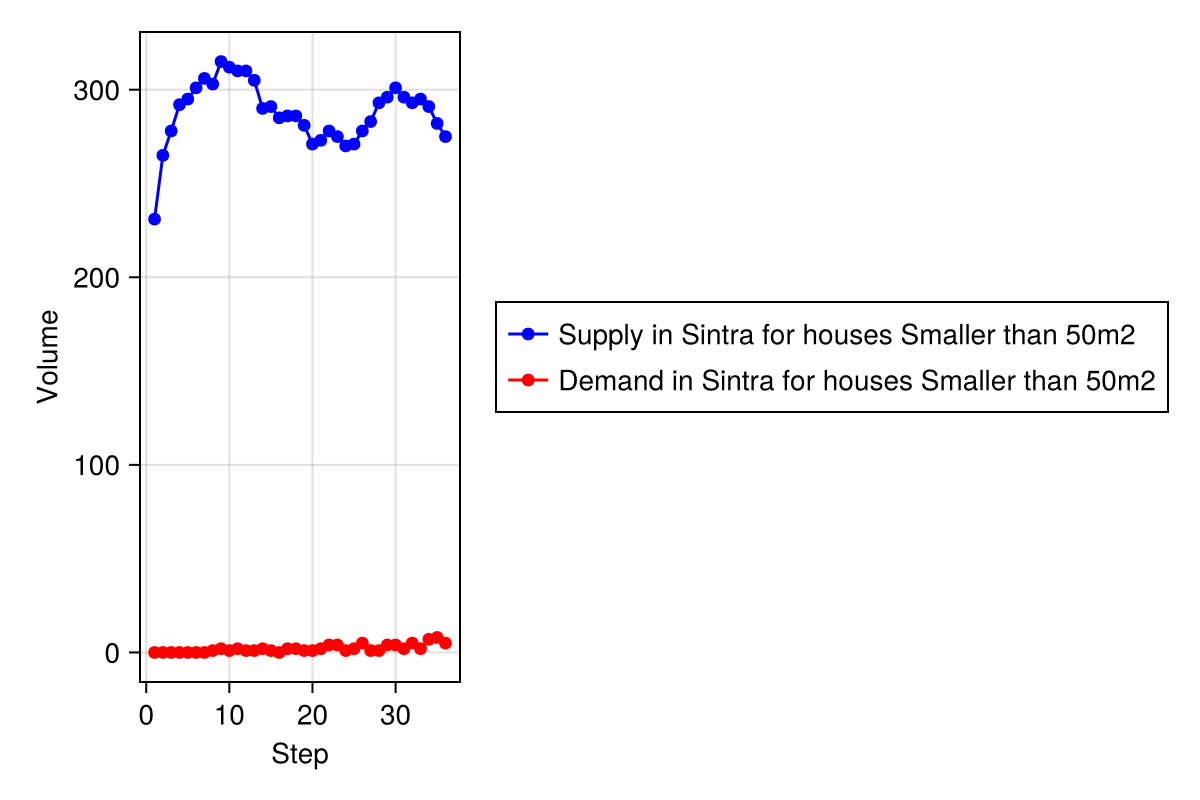 300
200
100
0
Volume
0 10 20 30
Step
Supply in Sintra for houses Smaller than 50m2
Demand in Sintra for houses Smaller than 50m2